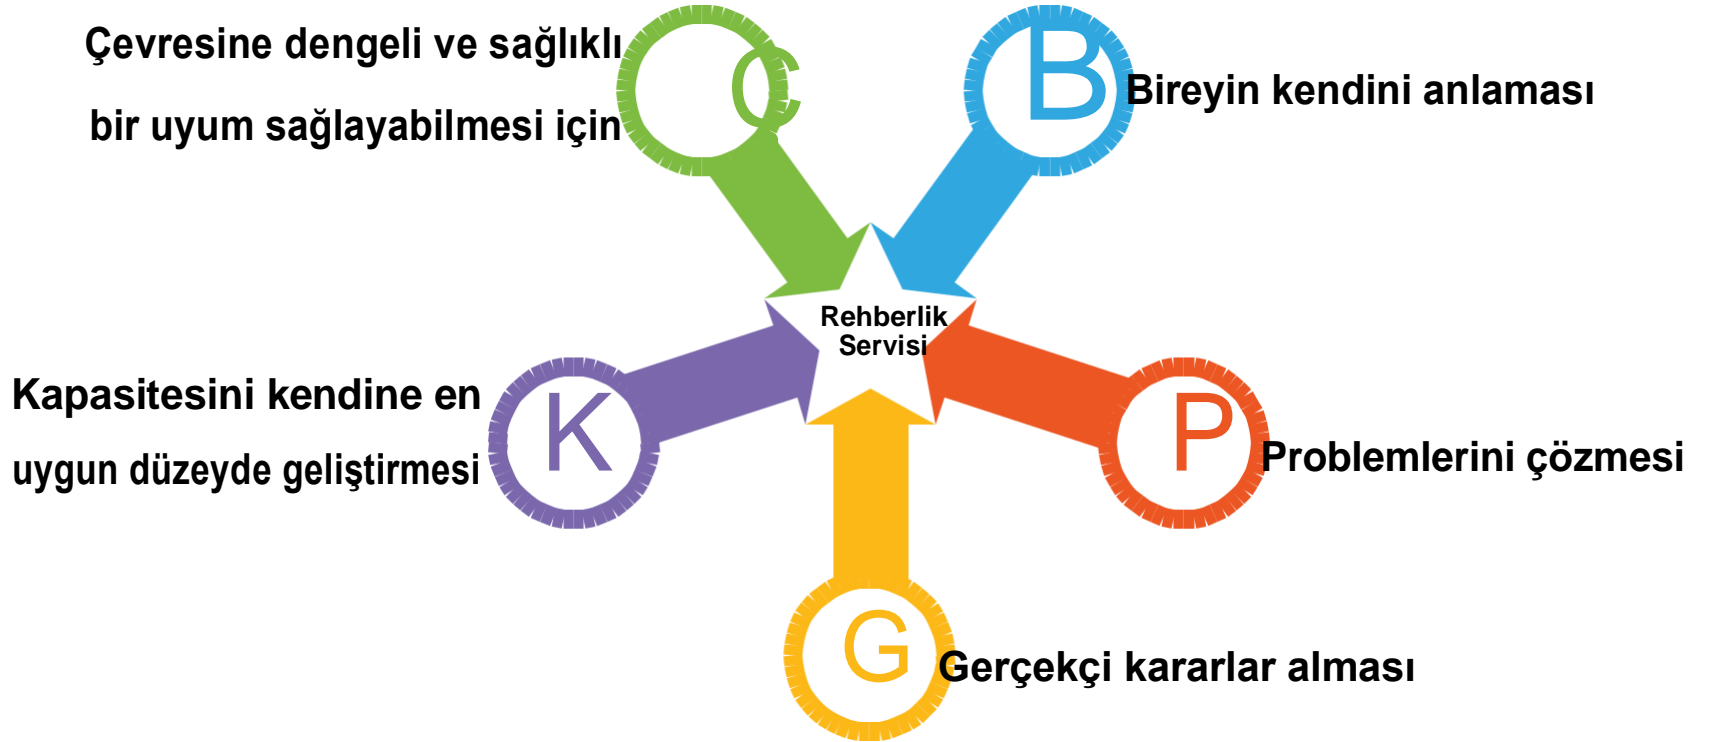 Çevresine dengeli ve sağlıklı
bir uyum sağlayabilmesi için
Ç
B
Bireyin kendini anlaması
Rehberlik
Servisi
Kapasitesini kendine en
uygun düzeyde geliştirmesi
K
P
Problemlerini çözmesi
G
Gerçekçi kararlar alması